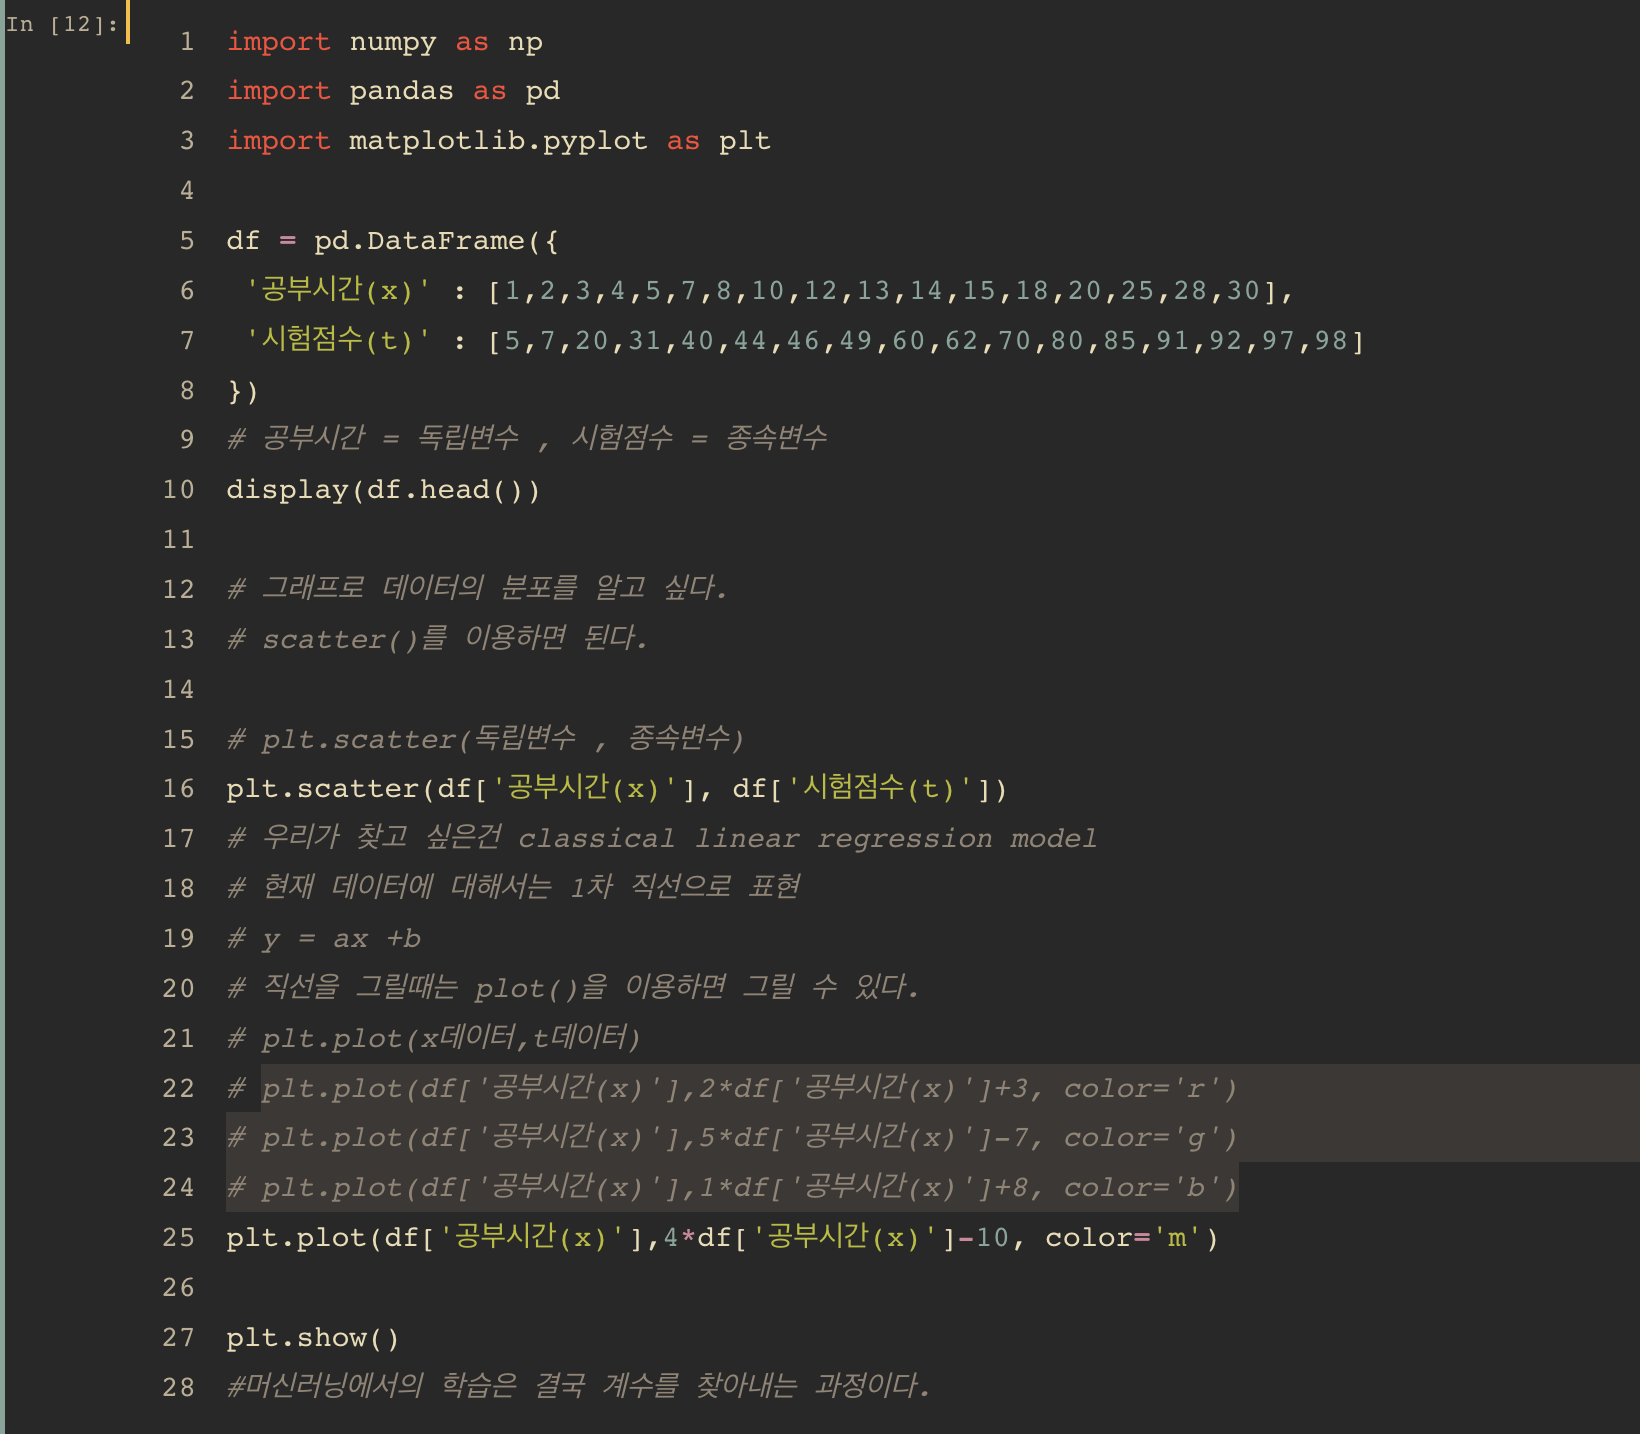 In [12]:
1 import numpy as np
2 import pandas as pd
3 import matplotlib.pyplot as plt
4
5 df = pd.DataFrame({
6  '공부시간(x)' : [1,2,3,4,5,7,8,10,12,13,14,15,18,20,25,28,30],
7  '시험점수(t)' : [5,7,20,31,40,44,46,49,60,62,70,80,85,91,92,97,98]
8 })
9 # 공부시간 = 독립변수 , 시험점수 = 종속변수
10 display(df.head())
11
12 # 그래프로 데이터의 분포를 알고 싶다.
13 # scatter()를 이용하면 된다.
14
15 # plt.scatter(독립변수 , 종속변수)
16 plt.scatter(df['공부시간(x)'], df['시험점수(t)'])
17 # 우리가 찾고 싶은건 classical linear regression model
18 # 현재 데이터에 대해서는 1차 직선으로 표현
19 # y = ax +b
20 # 직선을 그릴때는 plot()을 이용하면 그릴 수 있다.
21 # plt.plot(x데이터,t데이터)
22 # plt.plot(df['공부시간(x)'],2*df['공부시간(x)']+3, color='r')
23 # plt.plot(df['공부시간(x)'],5*df['공부시간(x)']-7, color='g')
24 # plt.plot(df['공부시간(x)'],1*df['공부시간(x)']+8, color='b')
25 plt.plot(df['공부시간(x)'],4*df['공부시간(x)']-10, color='m')
26
27 plt.show()
28 #머신러닝에서의 학습은 결국 계수를 찾아내는 과정이다.